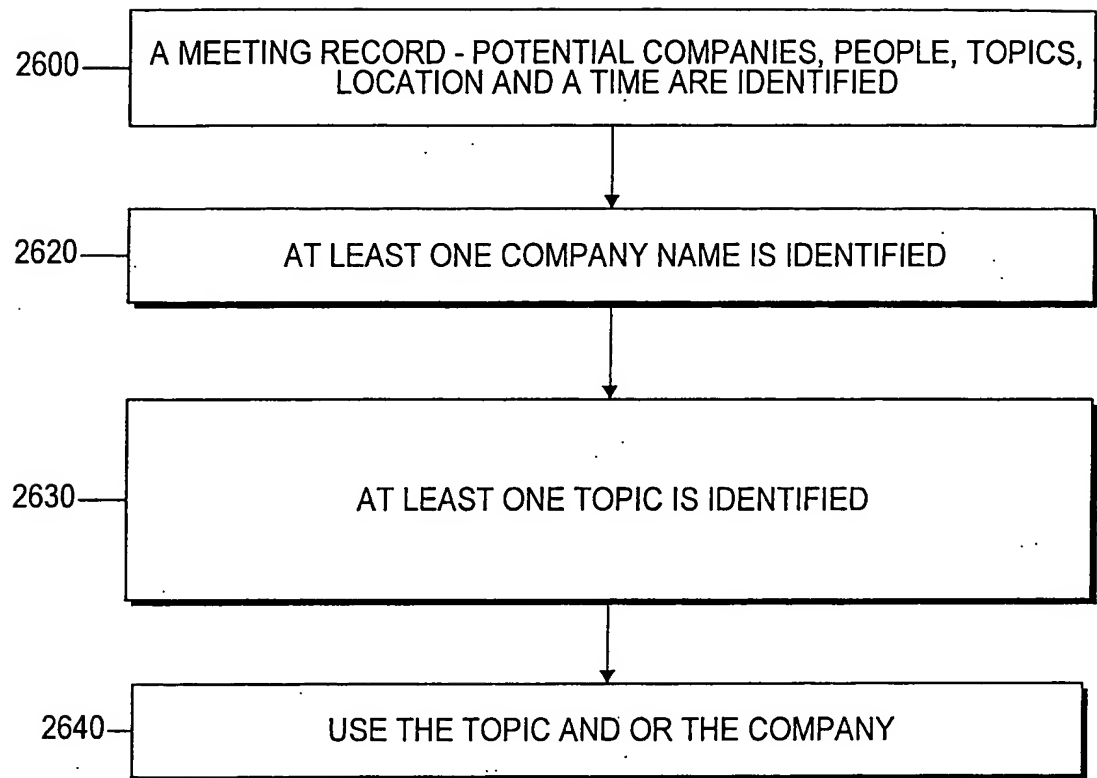 2600
A MEETING RECORD - POTENTIAL COMPANIES, PEOPLE, TOPICS,
LOCATION AND A TIME ARE IDENTIFIED
2620
AT LEAST ONE COMPANY NAME IS IDENTIFIED
2630
AT LEAST ONE TOPIC IS IDENTIFIED
2640
USE THE TOPIC AND OR THE COMPANY